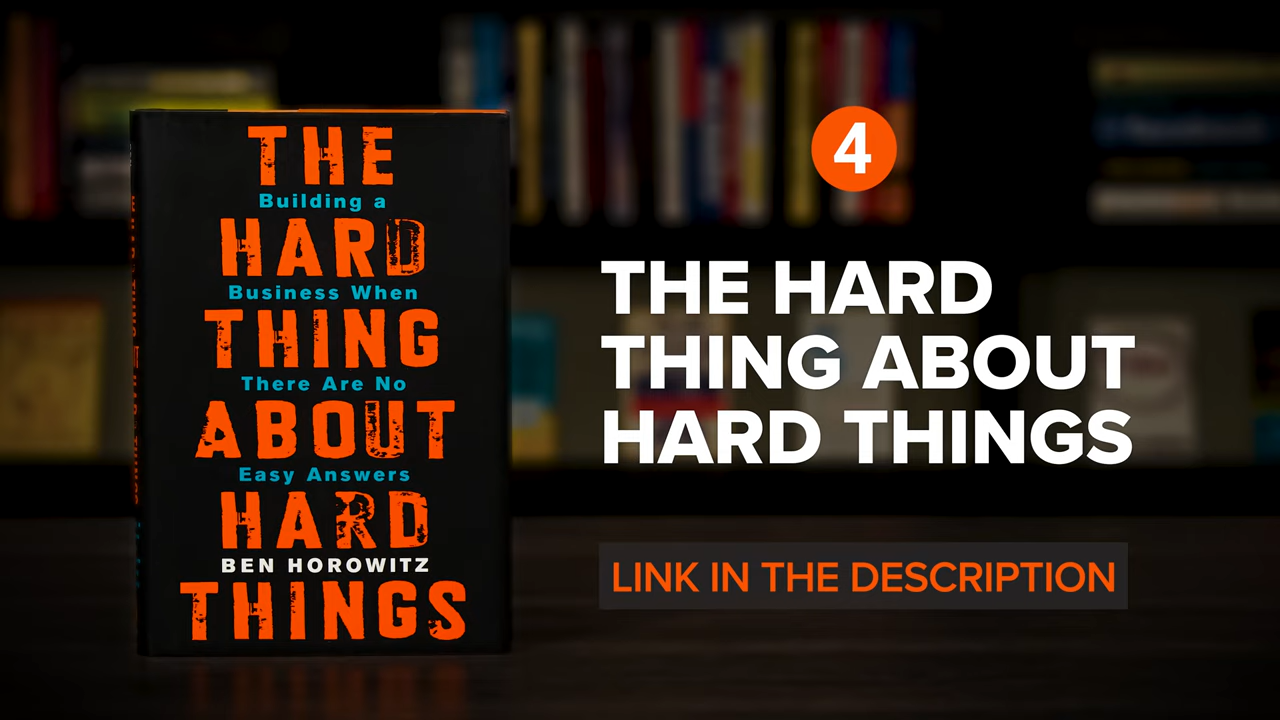 THE
Building a
HARD
Business When
THING
There Are No
ABOUT
Easy Answers
HARD
BEN HOROWITZ
THINGS
4
THE HARD
THING ABOUT
HARD THINGS
LINK IN THE DESCRIPTION